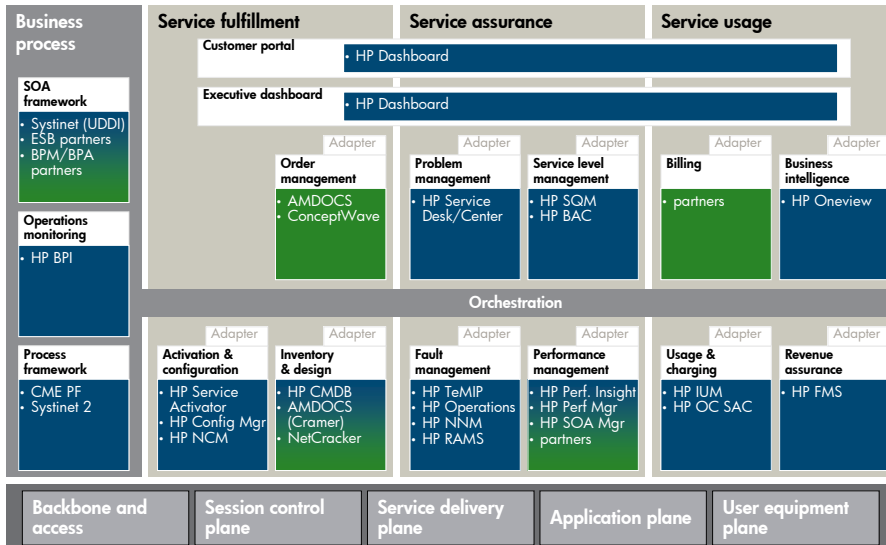 Business
process
Service fulfillment
Service assurance
Service usage
Customer portal
• HP Dashboard
Executive dashboard
• HP Dashboard
SOA
framework
• Systinet (UDDI)
• ESB partners
• BPM/BPA
partners
Operations
monitoring
• HP BPI
Process
framework
• CME PF
• Systinet 2
Adapter
Order
management
• AMDOCS
• ConceptWave
Adapter
Problem
management
• HP Service
Desk/Center
Adapter
Service level
management
• HP SQM
• HP BAC
Adapter
Billing
• partners
Adapter
Business
intelligence
• HP Oneview
Orchestration
Adapter
Activation &
configuration
• HP Service
Activator
• HP Config Mgr
• HP NCM
Adapter
Inventory
& design
• HP CMDB
• AMDOCS
(Cramer)
• NetCracker
Adapter
Fault
management
• HP TeMIP
• HP Operations
• HP NNM
• HP RAMS
Adapter
Performance
management
• HP Perf. Insight
• HP Perf Mgr
• HP SOA Mgr
• partners
Adapter
Usage &
charging
• HP IUM
• HP OC SAC
Adapter
Revenue
assurance
• HP FMS
Backbone and
access
Session control
plane
Service delivery
plane
Application plane
User equipment
plane